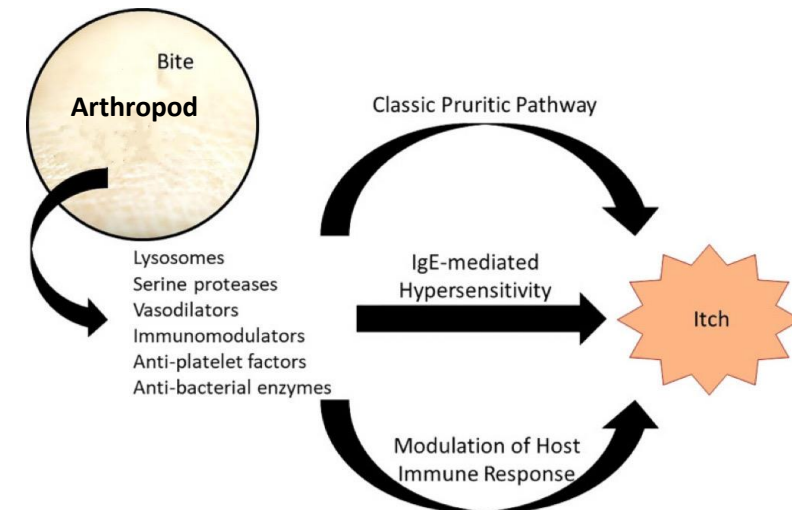 Bite
Arthropod
Classic Pruritic Pathway
Lysosomes
Serine proteases
Vasodilators
Immunomodulators
Anti-platelet factors
Anti-bacterial enzymes
IgE-mediated
Hypersensitivity
Itch
Modulation of Host
Immune Response